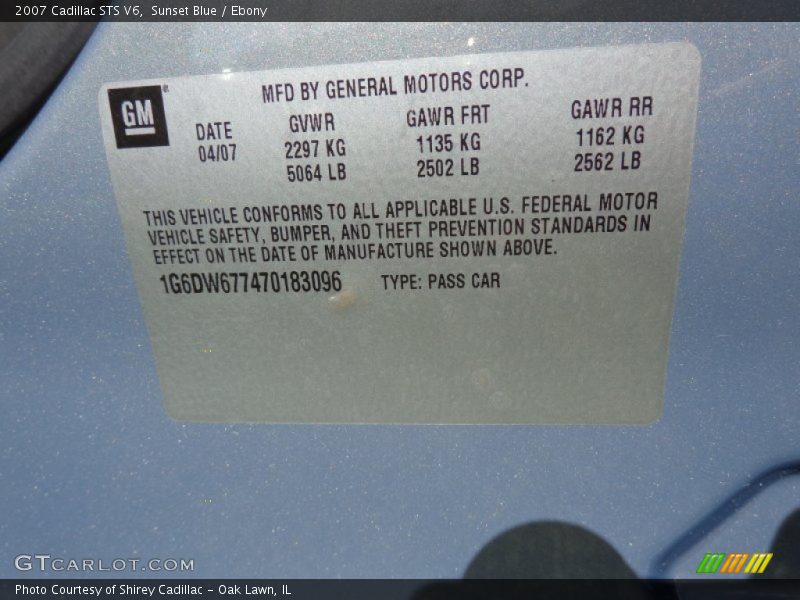 2007 Cadillac STS V6,  Sunset Blue / Ebony
GM
MFD BY GENERAL MOTORS CORP.
DATE GVWR GAWR FRT GAWR RR
04/07 2297 KG 1135 KG 1162 KG
5064 LB 2502 LB 2562 LB
THIS VEHICLE CONFORMS TO ALL APPLICABLE U.S. FEDERAL MOTOR
VEHICLE SAFETY, BUMPER, AND THEFT PREVENTION STANDARDS IN
EFFECT ON THE DATE OF MANUFACTURE SHOWN ABOVE.
1G6DW677470183096 TYPE: PASS CAR
GTCARLOT.COM
Photo Courtesy of Shirey Cadillac - Oak Lawn, IL